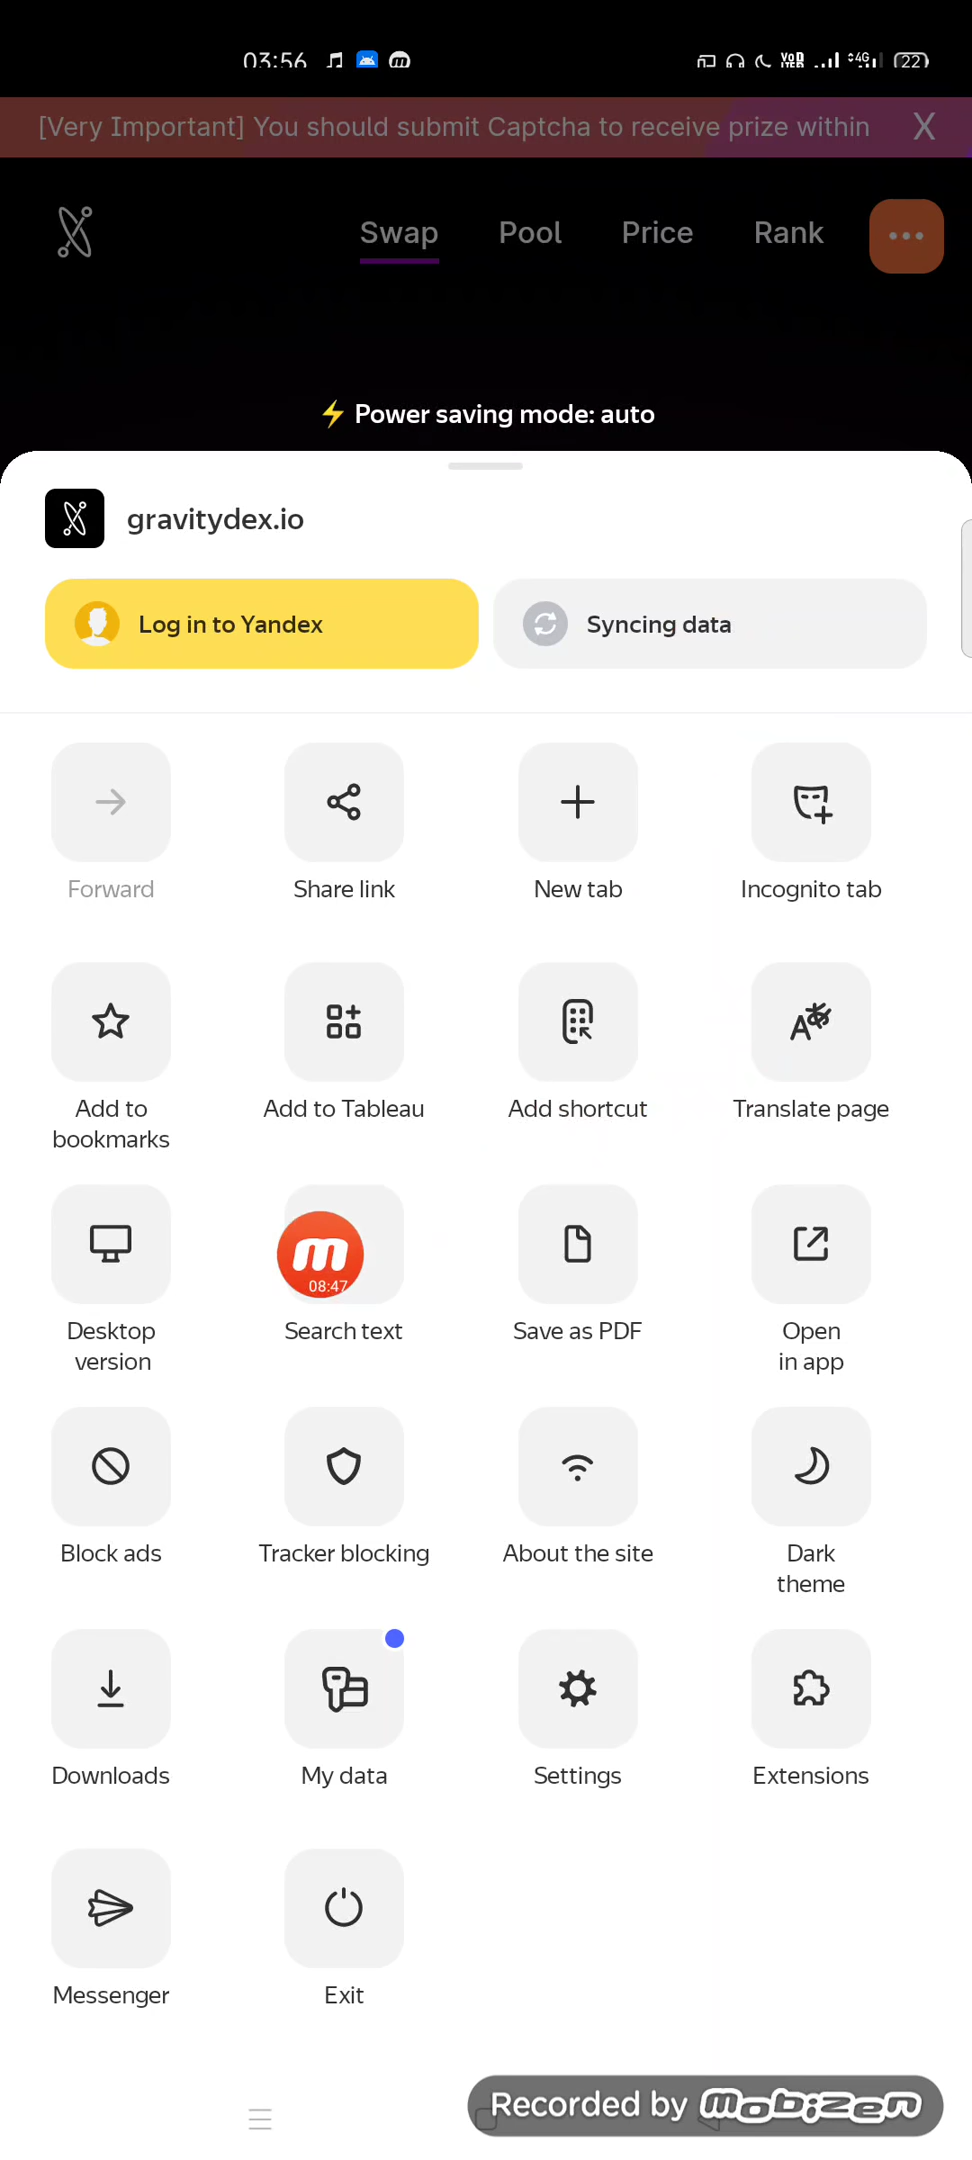 03:56
VoD LTED 4G 22
[Very Important] You should submit Captcha to receive prize within X
Swap Pool Price Rank
Power saving mode: auto
gravitydex.io
Log in to Yandex
Syncing data
Forward
Share link
New tab
Incognito tab
Add to
bookmarks
Add to Tableau
Add shortcut
Translate page
Desktop
version
m
08:47
Search text
Save as PDF
Open
in app
Block ads
Tracker blocking
About the site
Dark
theme
Downloads
My data
Settings
Extensions
Messenger
Exit
Recorded by mobizen